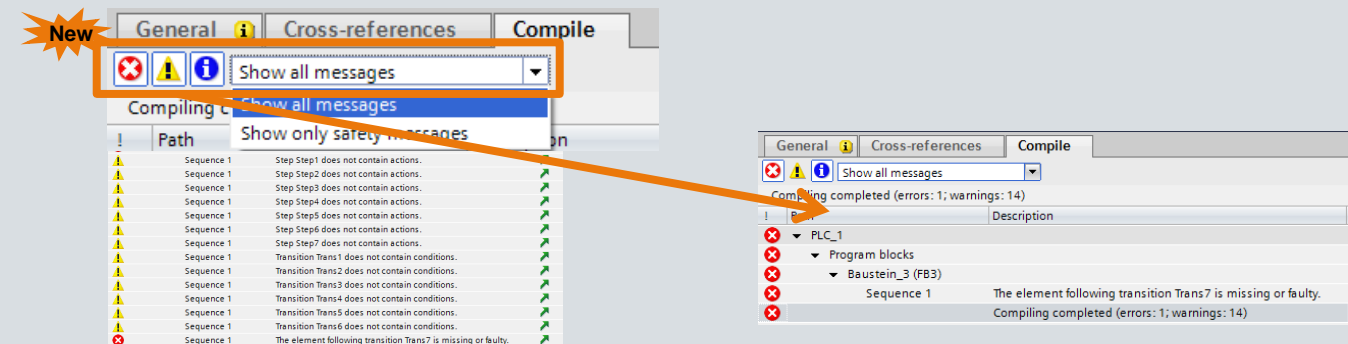 New
General Cross-references Compile
Show all messages
Compiling c
Show all messages
Show only safety messages
! Path on
Sequence 1 Step Step1 does not contain actions.
Sequence 1 Step Step2 does not contain actions.
Sequence 1 Step Step3 does not contain actions.
Sequence 1 Step Step4 does not contain actions.
Sequence 1 Step Step5 does not contain actions.
Sequence 1 Step Step6 does not contain actions.
Sequence 1 Step Step7 does not contain actions.
Sequence 1 Transition Trans1 does not contain conditions.
Sequence 1 Transition Trans2 does not contain conditions.
Sequence 1 Transition Trans3 does not contain conditions.
Sequence 1 Transition Trans4 does not contain conditions.
Sequence 1 Transition Trans5 does not contain conditions.
Sequence 1 Transition Trans6 does not contain conditions.
Sequence 1 The element following transition Trans7 is missing or faulty.
General Cross-references Compile
Show all messages
Compiling completed (errors: 1; warnings: 14)
! Path Description
PLC_1
Program blocks
Baustein_3 (FB3)
Sequence 1 The element following transition Trans7 is missing or faulty.
Compiling completed (errors: 1; warnings: 14)